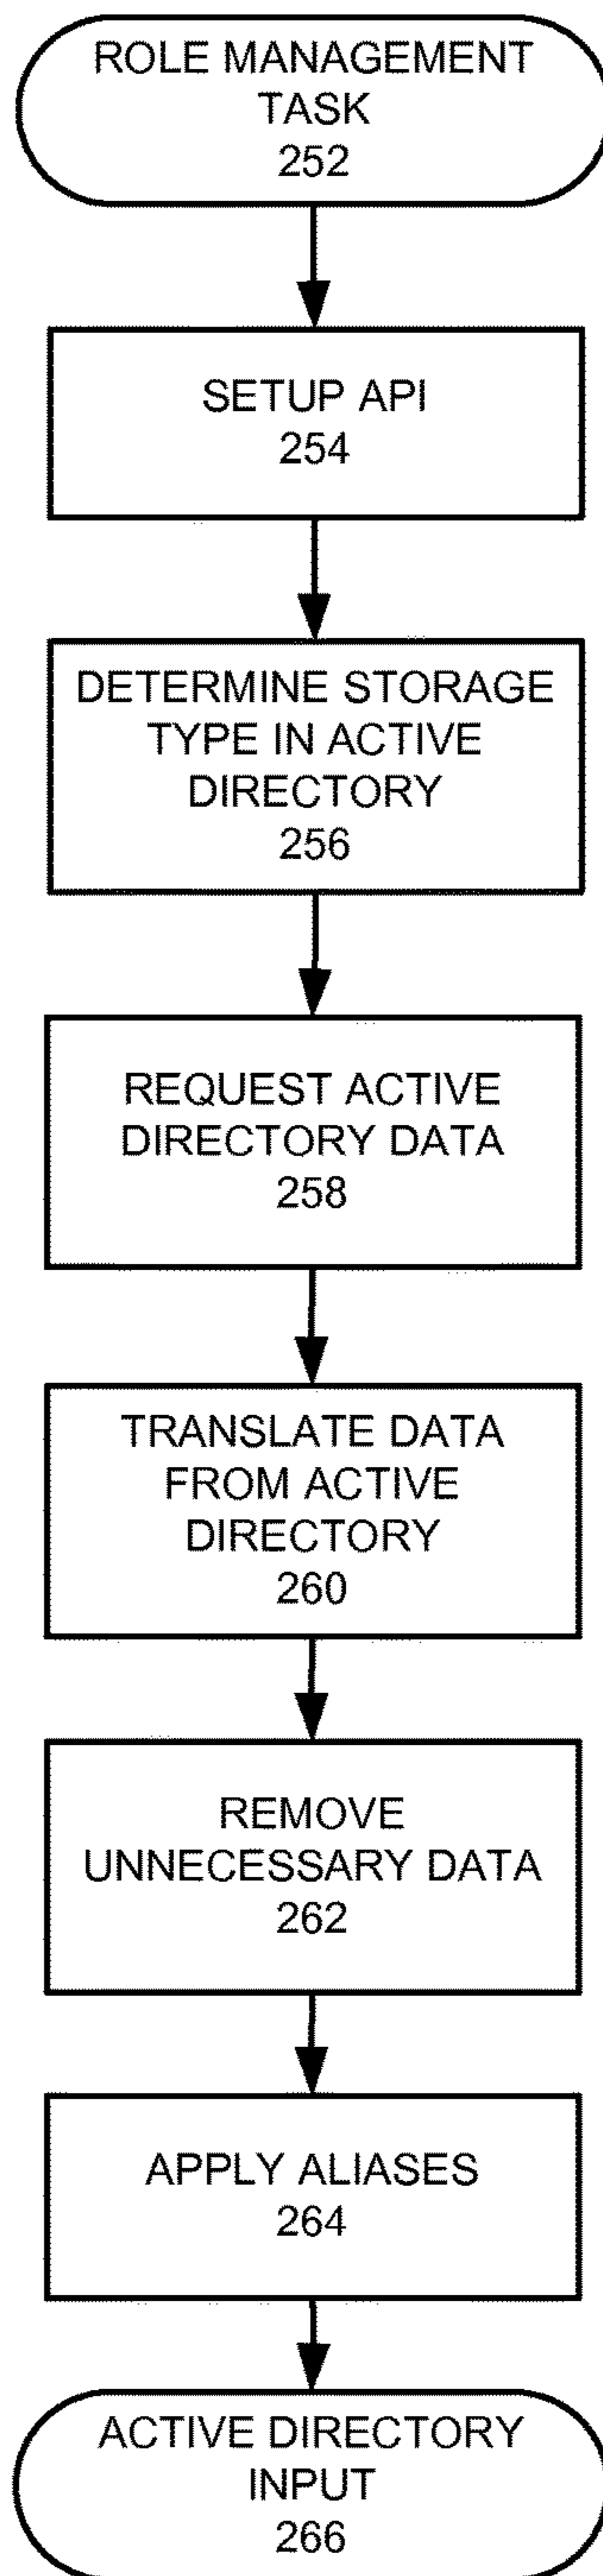 ROLE MANAGEMENT
TASK
252
SETUP API
254
DETERMINE STORAGE
TYPE IN ACTIVE
DIRECTORY
256
REQUEST ACTIVE
DIRECTORY DATA
258
TRANSLATE DATA
FROM ACTIVE
DIRECTORY
260
REMOVE
UNNECESSARY DATA
262
APPLY ALIASES
264
ACTIVE DIRECTORY
INPUT
266